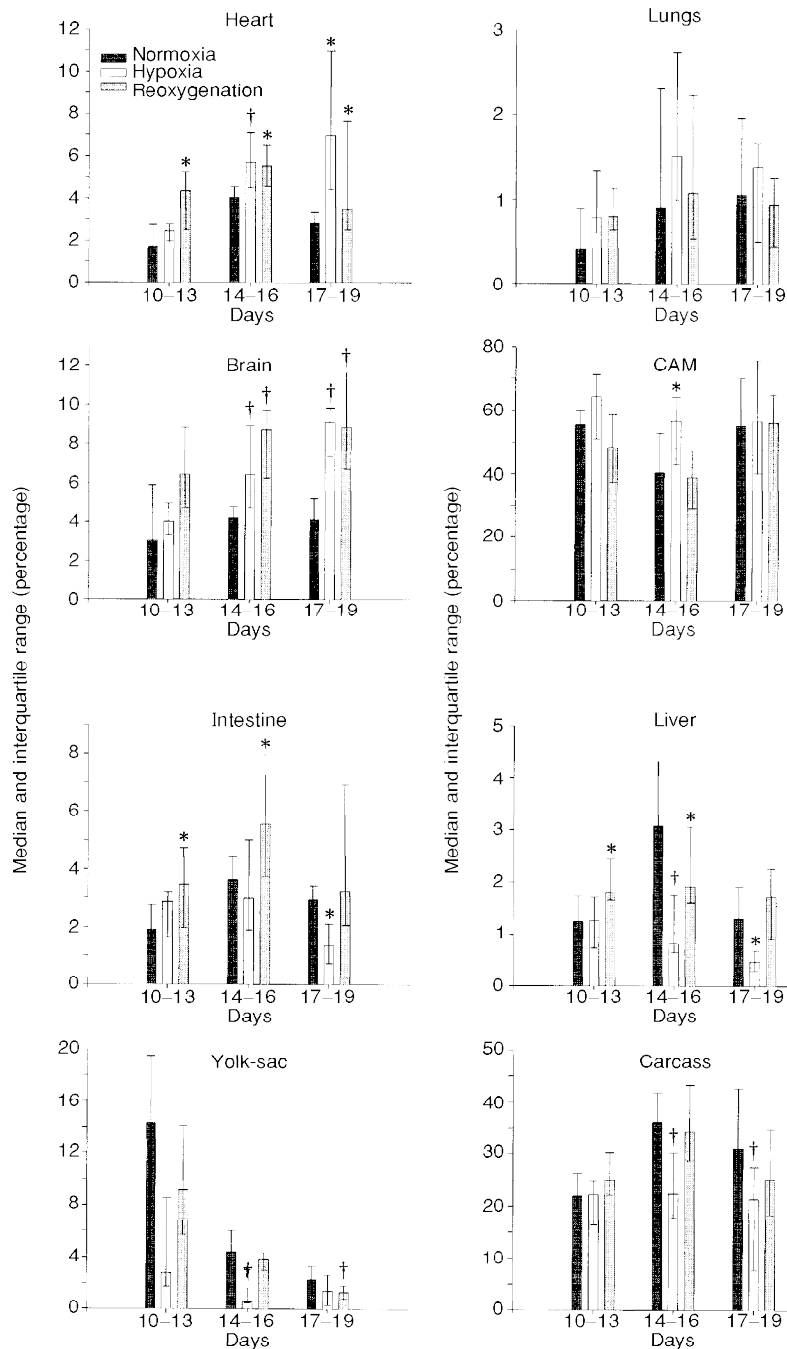 Heart
12
10
8
6
4
2
0
Normoxia
Hypoxia
Reoxygenation
*
†
*
*
*
10–13 14–16 17–19
Days
Lungs
3
2
1
0
10–13 14–16 17–19
Days
Brain
12
10
8
6
4
2
0
†
†
†
†
10–13 14–16 17–19
Days
CAM
80
60
40
20
0
*
10–13 14–16 17–19
Days
Median and interquartile range (percentage)
Median and interquartile range (percentage)
Intestine
8
6
4
2
0
*
*
*
10–13 14–16 17–19
Days
Liver
5
4
3
2
1
0
*
†
*
*
10–13 14–16 17–19
Days
Yolk-sac
20
16
12
8
4
0
†
†
10–13 14–16 17–19
Days
Carcass
50
40
30
20
10
0
†
†
10–13 14–16 17–19
Days